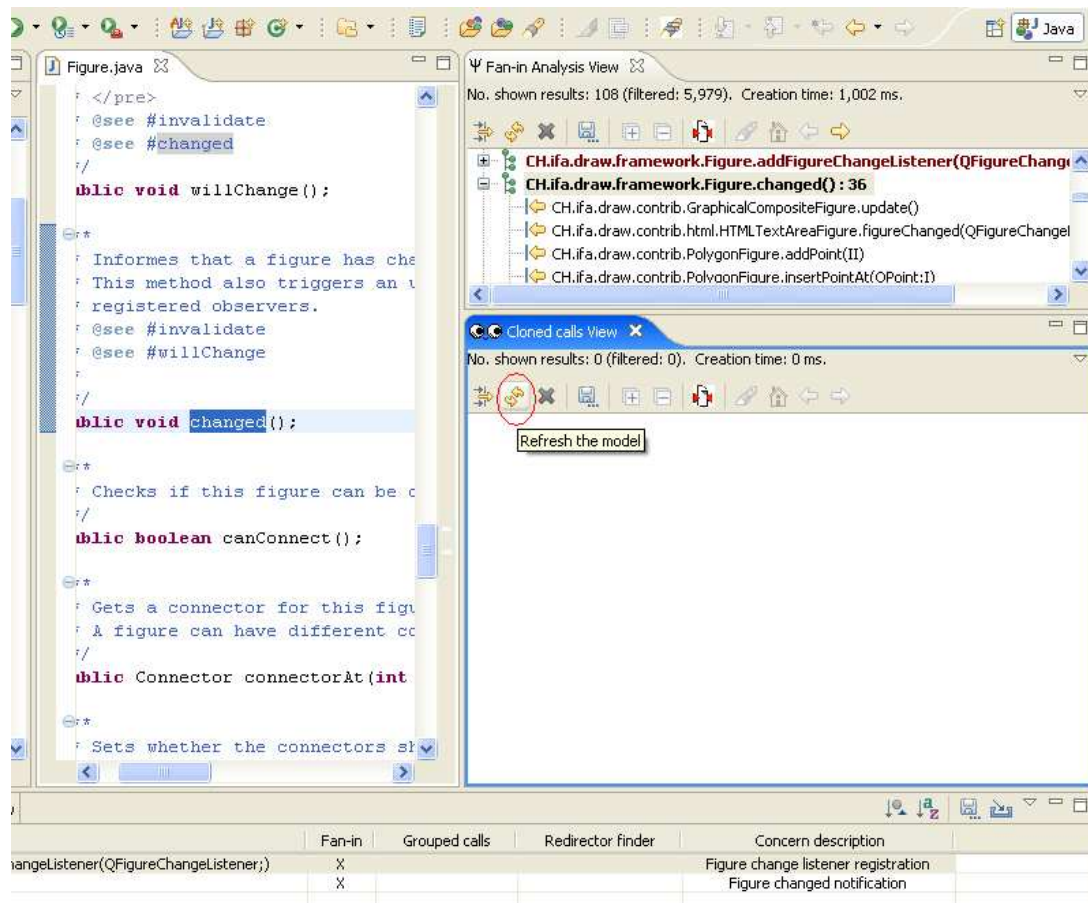 Java
Figure.java
* </pre>
* @see #invalidate
* @see #changed
*/
ublic void willChange();
* Informes that a figure has cha
* This method also triggers an
* registered observers.
* @see #invalidate
* @see #willChange
*
*/
ublic void changed();
* Checks if this figure can be
*/
ublic boolean canConnect();
* Gets a connector for this figu
* A figure can have different co
*/
ublic Connector connectorAt(int
* Sets whether the connectors sh
Fan-in Analysis View
No. shown results: 108 (filtered: 5,979). Creation time: 1,002 ms.
CH.ifa.draw.framework.Figure.addFigureChangeListener(QFigureChange
CH.ifa.draw.framework.Figure.changed() : 36
CH.ifa.draw.contrib.GraphicalCompositeFigure.update()
CH.ifa.draw.contrib.html.HTMLTextAreaFigure.figureChanged(QFigureChangeE
CH.ifa.draw.contrib.PolygonFigure.addPoint(II)
CH.ifa.draw.contrib.PolygonFigure.insertPointAt(QPoint;I)
Cloned calls View
No. shown results: 0 (filtered: 0). Creation time: 0 ms.
Refresh the model
Fan-in Grouped calls Redirector finder Concern description
hangeListener(QFigureChangeListener;) X Figure change listener registration
X Figure changed notification